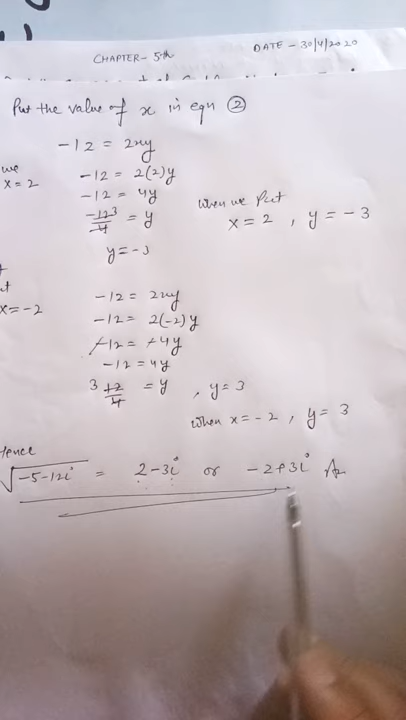 CHAPTER- 5th DATE - 30/4/2020
Put the value of x in eqn ②
-12 = 2xy
we
x = 2 -12 = 2(2)y
-12 = 4y
-12 3/4 = y
y = -3
when we Put
x = 2 , y = -3
x = -2
-12 = 2xy
-12 = 2(-2)y
-12 = -4y
-12 = 4y
3 12/4 = y , y = 3
when x = -2 , y = 3
Hence
√-5-12i = 2-3i or -2+3i